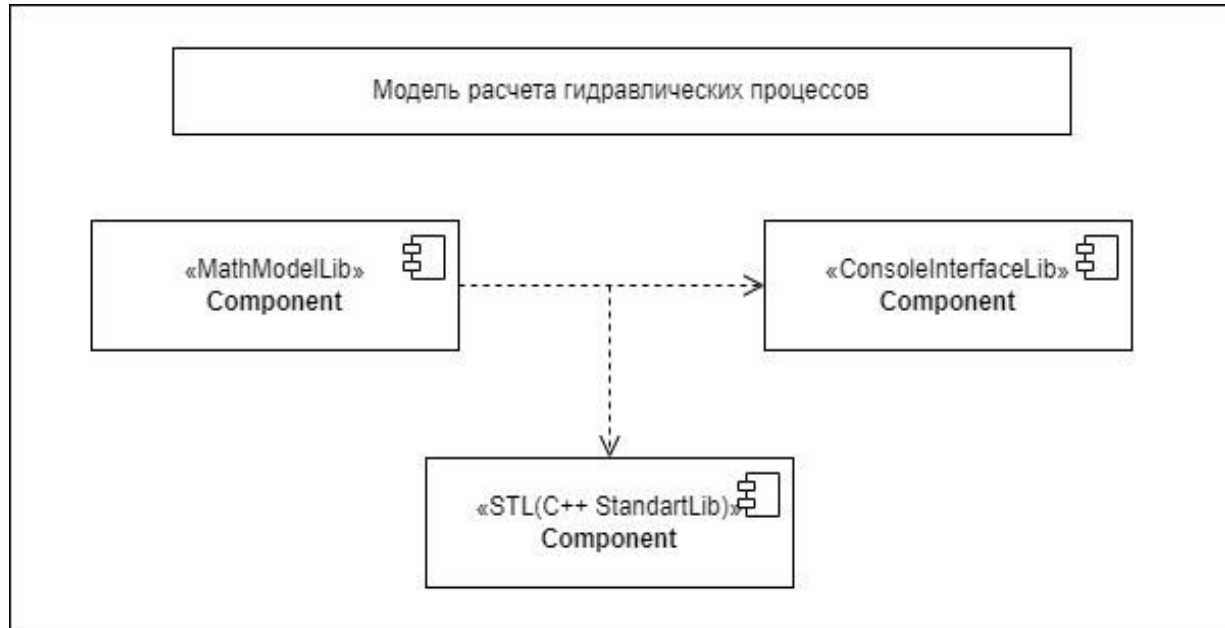 Модель расчета гидравлических процессов
«MathModelLib»
Component
«ConsoleInterfaceLib»
Component
«STL(C++ StandartLib)»
Component